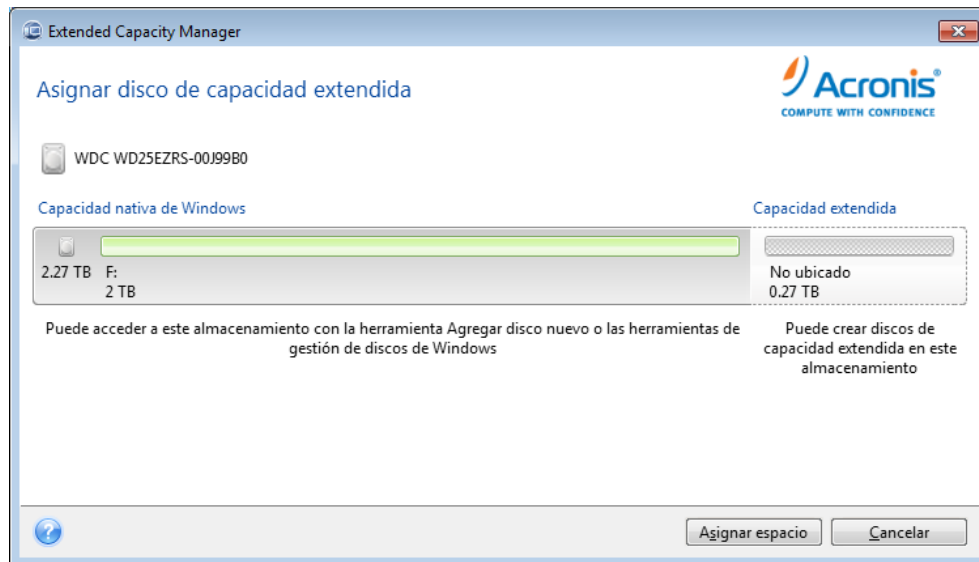 Extended Capacity Manager
Asignar disco de capacidad extendida
Acronis®
COMPUTE WITH CONFIDENCE
WDC WD25EZRS-00J99B0
Capacidad nativa de Windows
Capacidad extendida
2.27 TB
F:
2 TB
No ubicado
0.27 TB
Puede acceder a este almacenamiento con la herramienta Agregar disco nuevo o las herramientas de
gestión de discos de Windows
Puede crear discos de
capacidad extendida en este
almacenamiento
?
Asignar espacio
Cancelar